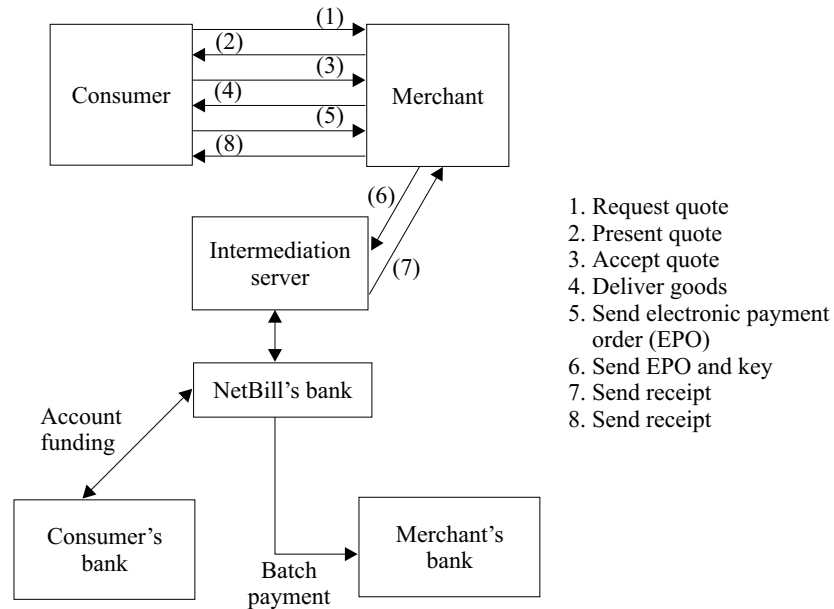 (1)
(2)
(3)
(4)
(5)
(8)
Consumer
Merchant
(6)
(7)
Intermediation
server
NetBill’s bank
Account
funding
Consumer’s
bank
Batch
payment
Merchant’s
bank
1. Request quote
2. Present quote
3. Accept quote
4. Deliver goods
5. Send electronic payment
order (EPO)
6. Send EPO and key
7. Send receipt
8. Send receipt